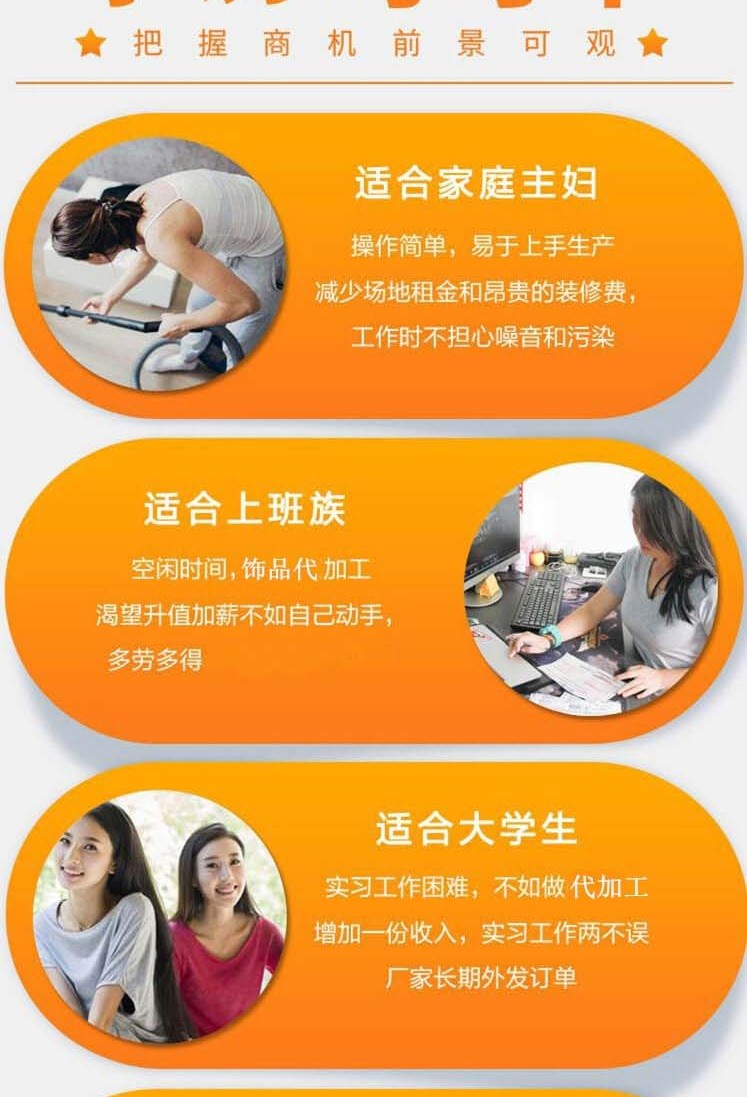 把握商机前景可观
适合家庭主妇
操作简单，易于上手生产
减少场地租金和昂贵的装修费，
工作时不担心噪音和污染
适合上班族
空闲时间,饰品代 加工
渴望升值加薪不如自己动手，
多劳多得
适合大学生
实习工作困难，不如做 代加工
增加一份收入，实习工作两不误
厂家长期外发订单